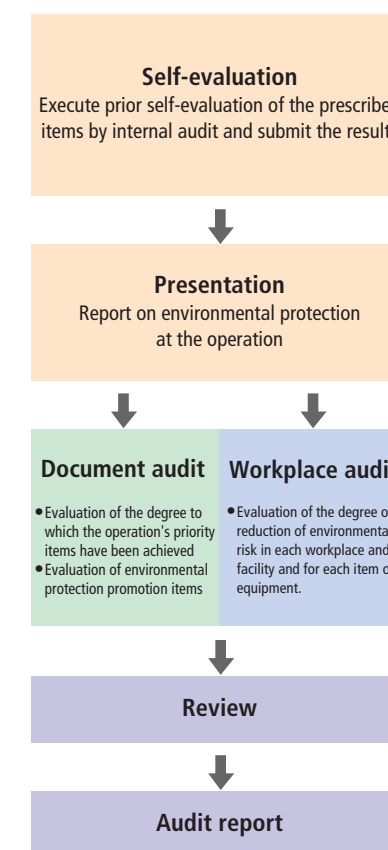 Self-evaluation
Execute prior self-evaluation of the prescribe
items by internal audit and submit the result
Presentation
Report on environmental protection
at the operation
Document audit
●Evaluation of the degree to
which the operation's priority
items have been achieved
●Evaluation of environmental
protection promotion items
Workplace audi
●Evaluation of the degree o
reduction of environmenta
risk in each workplace and
facility and for each item o
equipment.
Review
Audit report